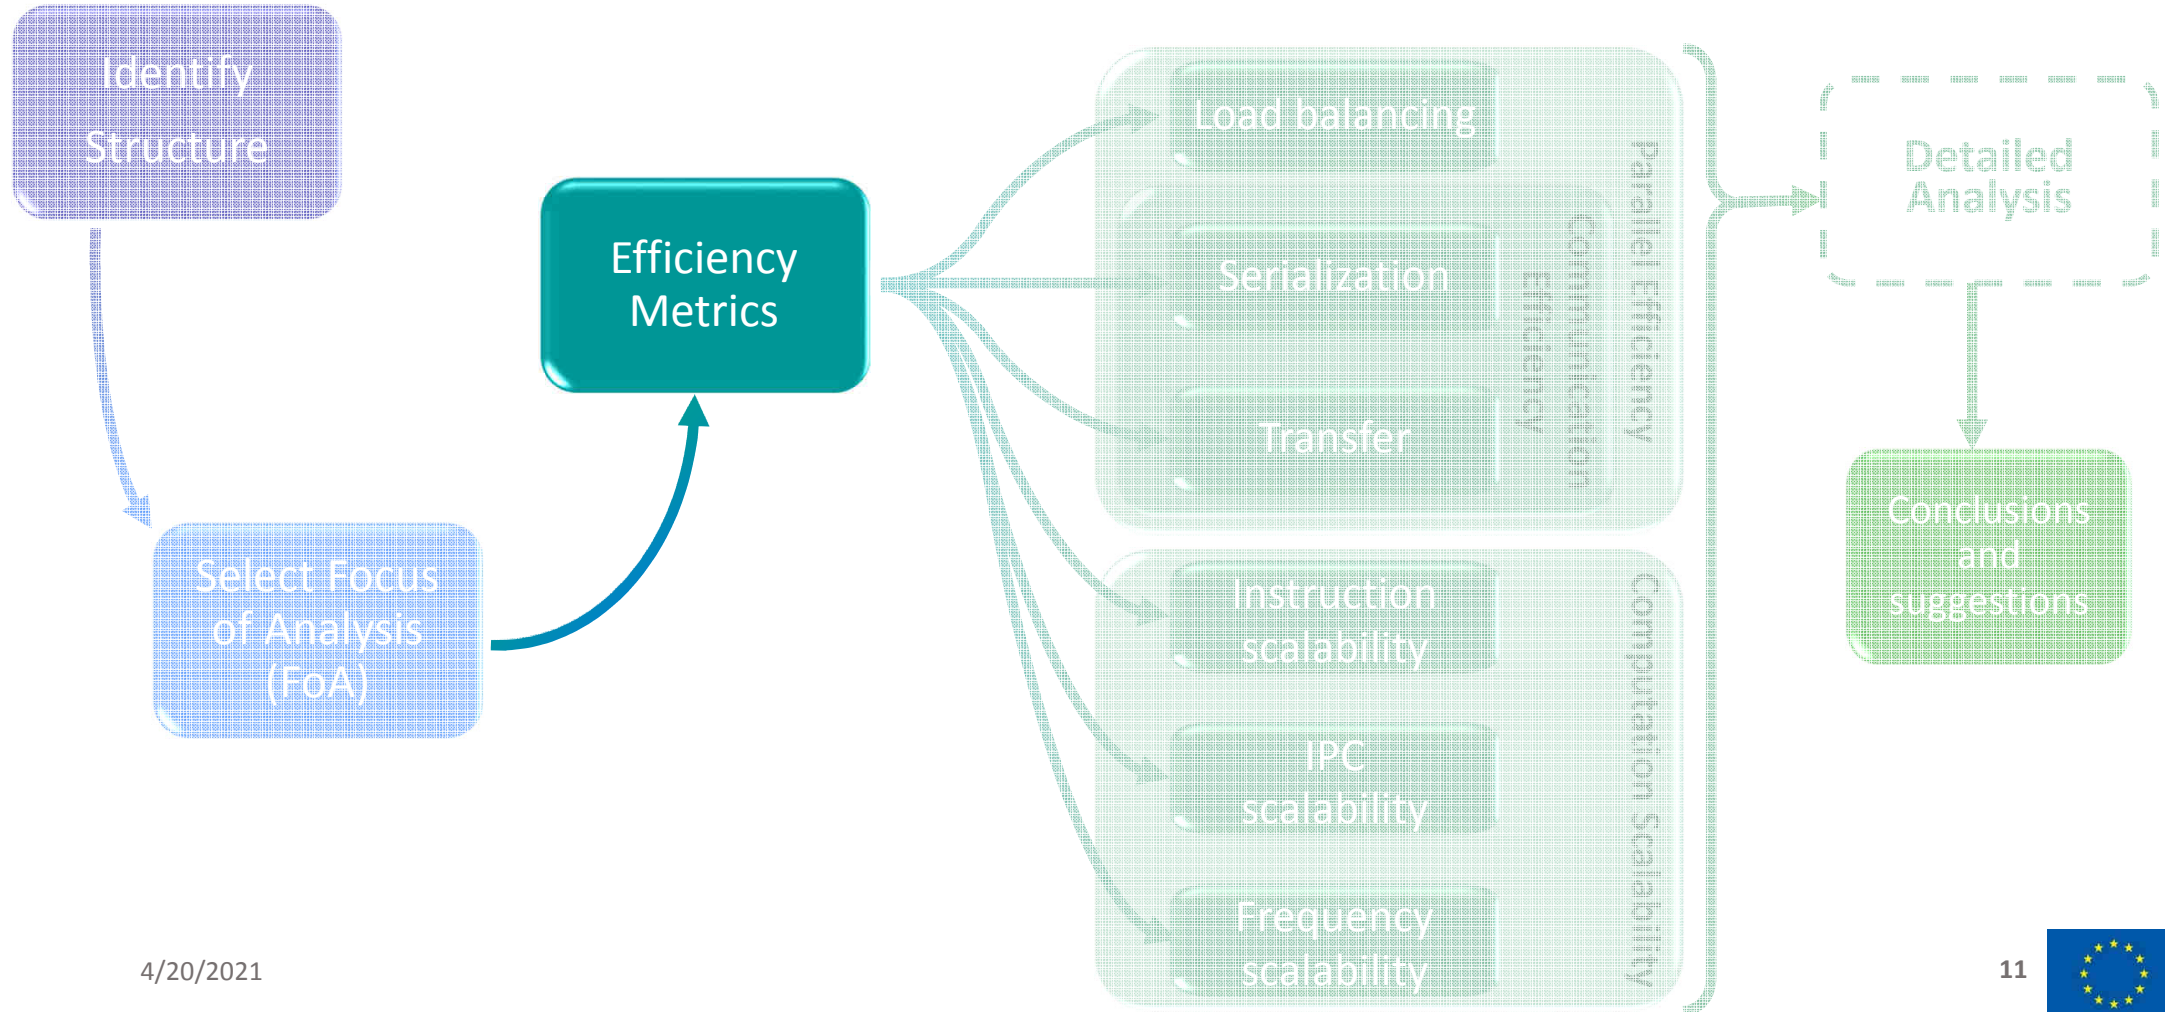 Identify
Structure
Select Focus
of Analysis
(FoA)
Efficiency
Metrics
Load balancing
Serialization
Transfer
Communication
Efficiency
Parallel Efficiency
Instruction
scalability
IPC
scalability
Frequency
scalability
Computation Scalability
Detailed
Analysis
Conclusions
and
suggestions
4/20/2021
11